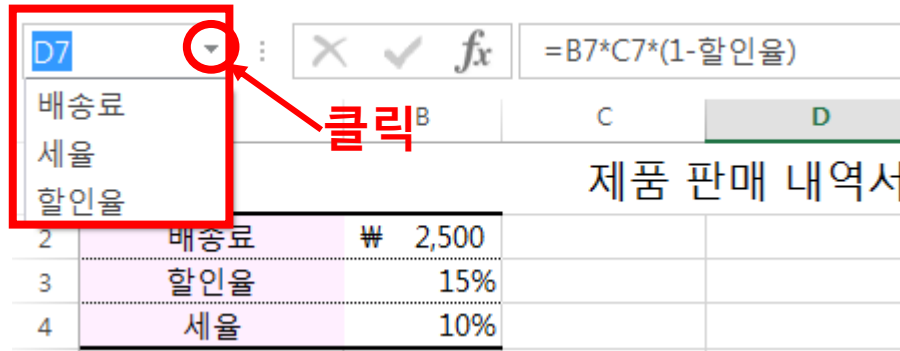 D7 fx =B7*C7*(1-할인율)
배송료
세율
할인율
클릭
B C D
제품 판매 내역서
2 배송료 ₩ 2,500
3 할인율 15%
4 세율 10%